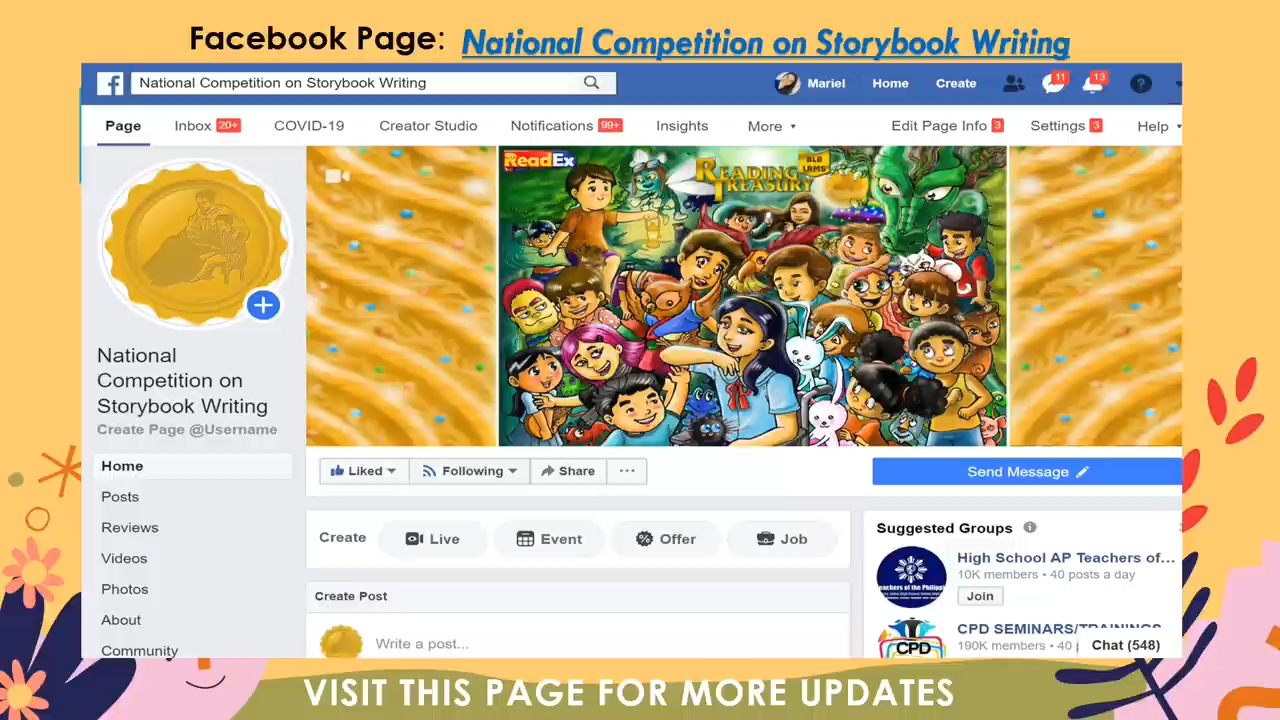 Facebook Page: National Competition on Storybook Writing
National Competition on Storybook Writing
Mariel
Home
Create
11
13
Page
Inbox 20+
COVID-19
Creator Studio
Notifications 99+
Insights
More
Edit Page Info 3
Settings 3
Help
ReadEx
READING
TREASURY
BLR
LRMS
National
Competition on
Storybook Writing
Create Page @Username
Home
Posts
Reviews
Videos
Photos
About
Community
Liked
Following
Share
Send Message
Create
Live
Event
Offer
Job
Create Post
Write a post...
Suggested Groups
High School AP Teachers of...
10K members • 40 posts a day
Join
CPD SEMINARS/TRAININGS
190K members • 40
CPD
Chat (548)
VISIT THIS PAGE FOR MORE UPDATES